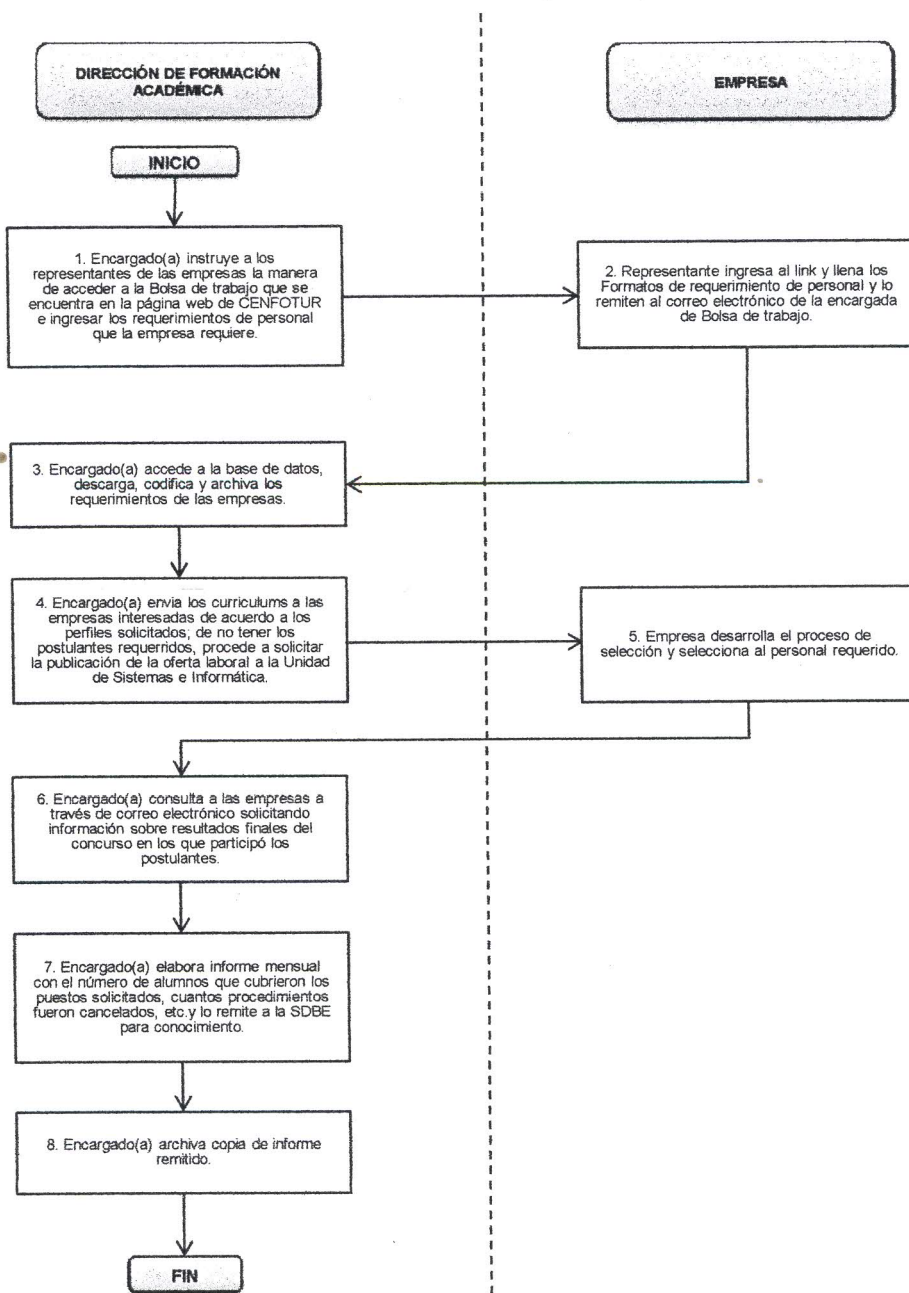 DIRECCIÓN DE FORMACIÓN
ACADÉMICA
EMPRESA
INICIO
1. Encargado(a) instruye a los
representantes de las empresas la manera
de acceder a la Bolsa de trabajo que se
encuentra en la página web de CENFOTUR
e ingresar los requerimientos de personal
que la empresa requiere.
2. Representante ingresa al link y llena los
Formatos de requerimiento de personal y lo
remiten al correo electrónico de la encargada
de Bolsa de trabajo.
3. Encargado(a) accede a la base de datos,
descarga, codifica y archiva los
requerimientos de las empresas.
4. Encargado(a) envia los curriculums a las
empresas interesadas de acuerdo a los
perfiles solicitados; de no tener los
postulantes requerridos, procede a solicitar
la publicación de la oferta laboral a la Unidad
de Sistemas e Informática.
5. Empresa desarrolla el proceso de
selección y selecciona al personal requerido.
6. Encargado(a) consulta a las empresas a
través de correo electrónico solicitando
información sobre resultados finales del
concurso en los que participó los
postulantes.
7. Encargado(a) elabora informe mensual
con el número de alumnos que cubrieron los
puestos solicitados, cuantos procedimientos
fueron cancelados, etc.y lo remite a la SDBE
para conocimiento.
8. Encargado(a) archiva copia de informe
remitido.
FIN